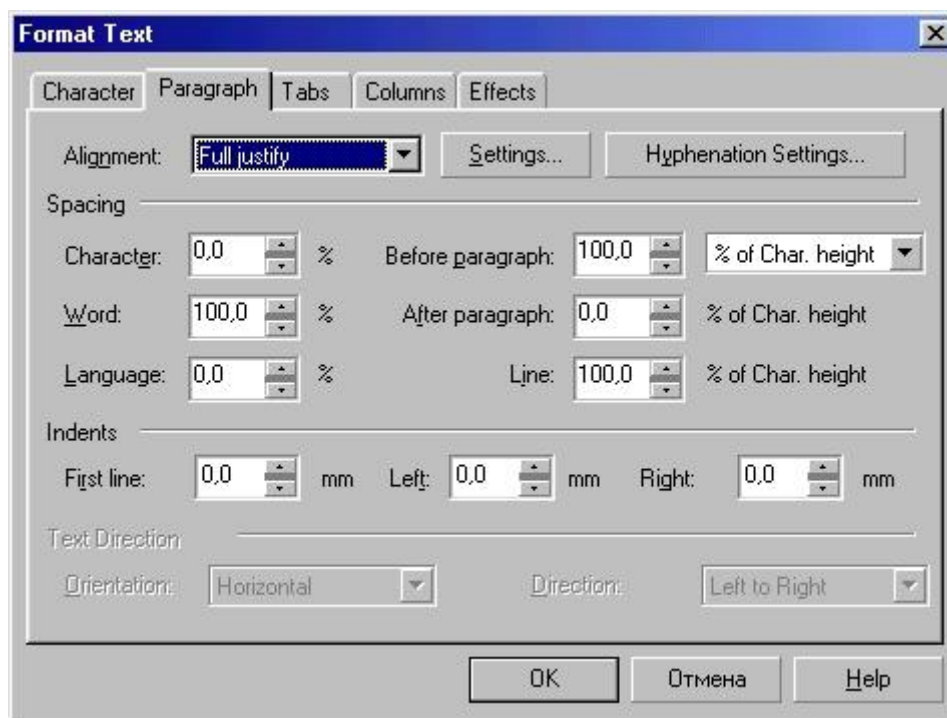 Format Text
Character Paragraph Tabs Columns Effects
Alignment: Full justify Settings... Hyphenation Settings...
Spacing
Character: 0,0 % Before paragraph: 100,0 % of Char. height
Word: 100,0 % After paragraph: 0,0 % of Char. height
Language: 0,0 % Line: 100,0 % of Char. height
Indents
First line: 0,0 mm Left: 0,0 mm Right: 0,0 mm
Text Direction
Orientation: Horizontal Direction: Left to Right
OK Отмена Help